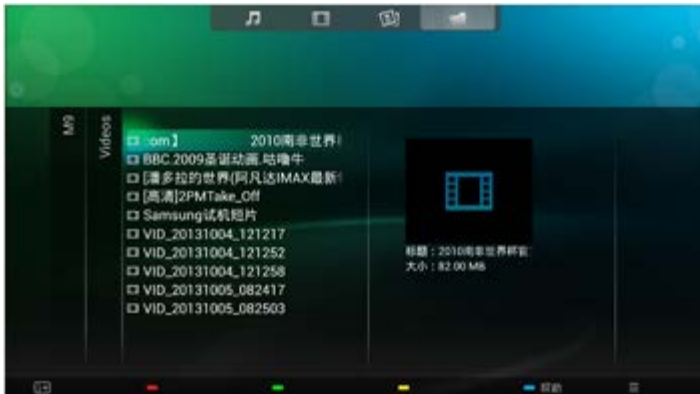 M9
Videos
:om】 2010南非世界
BBC.2009圣诞动画.咕噜牛
[潘多拉的世界(阿凡达IMAX最新
[高清]2PMTake_Off
Samsung试机短片
VID_20131004_121217
VID_20131004_121252
VID_20131004_121258
VID_20131005_082417
VID_20131005_082503
标题：2010南非世界杯官
大小：82.00 MB
帮助